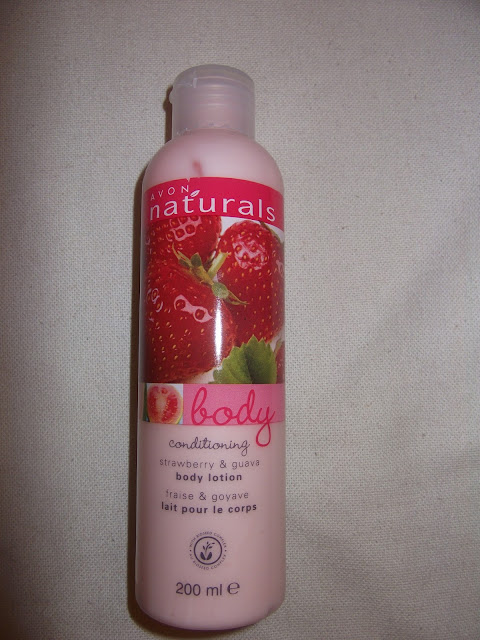 AVON
naturals
body
conditioning
strawberry & guava
body lotion
fraise & goyave
lait pour le corps
200 ml e